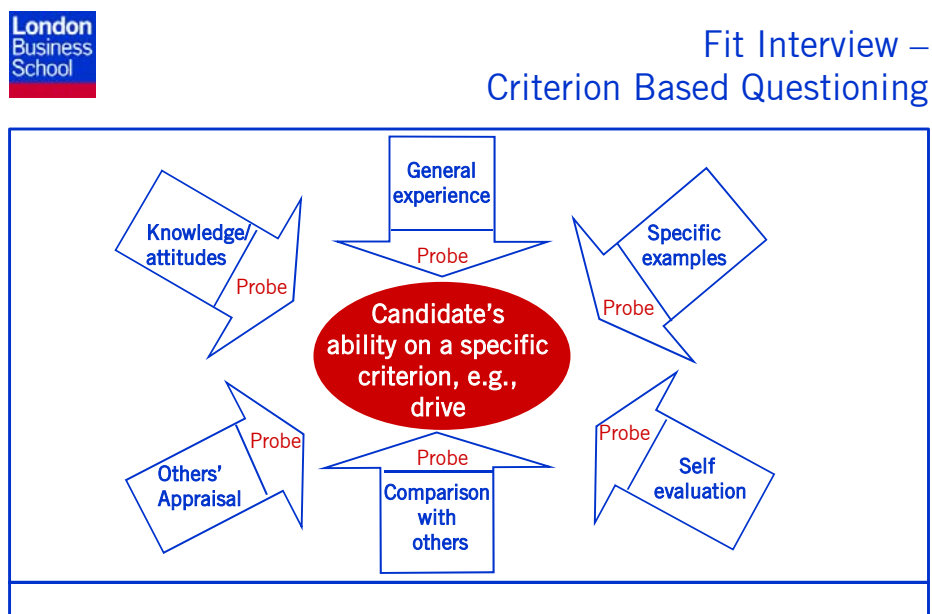 London
Business
School
Fit Interview –
Criterion Based Questioning
General
experience
Probe
Knowledge/
attitudes
Probe
Specific
examples
Probe
Candidate's
ability on a specific
criterion, e.g.,
drive
Others'
Appraisal
Probe
Probe
Comparison
with
others
Probe
Self
evaluation